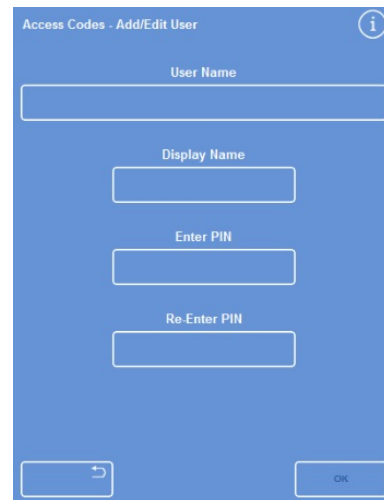 Access Codes - Add/Edit User
i
User Name
Display Name
Enter PIN
Re-Enter PIN
OK